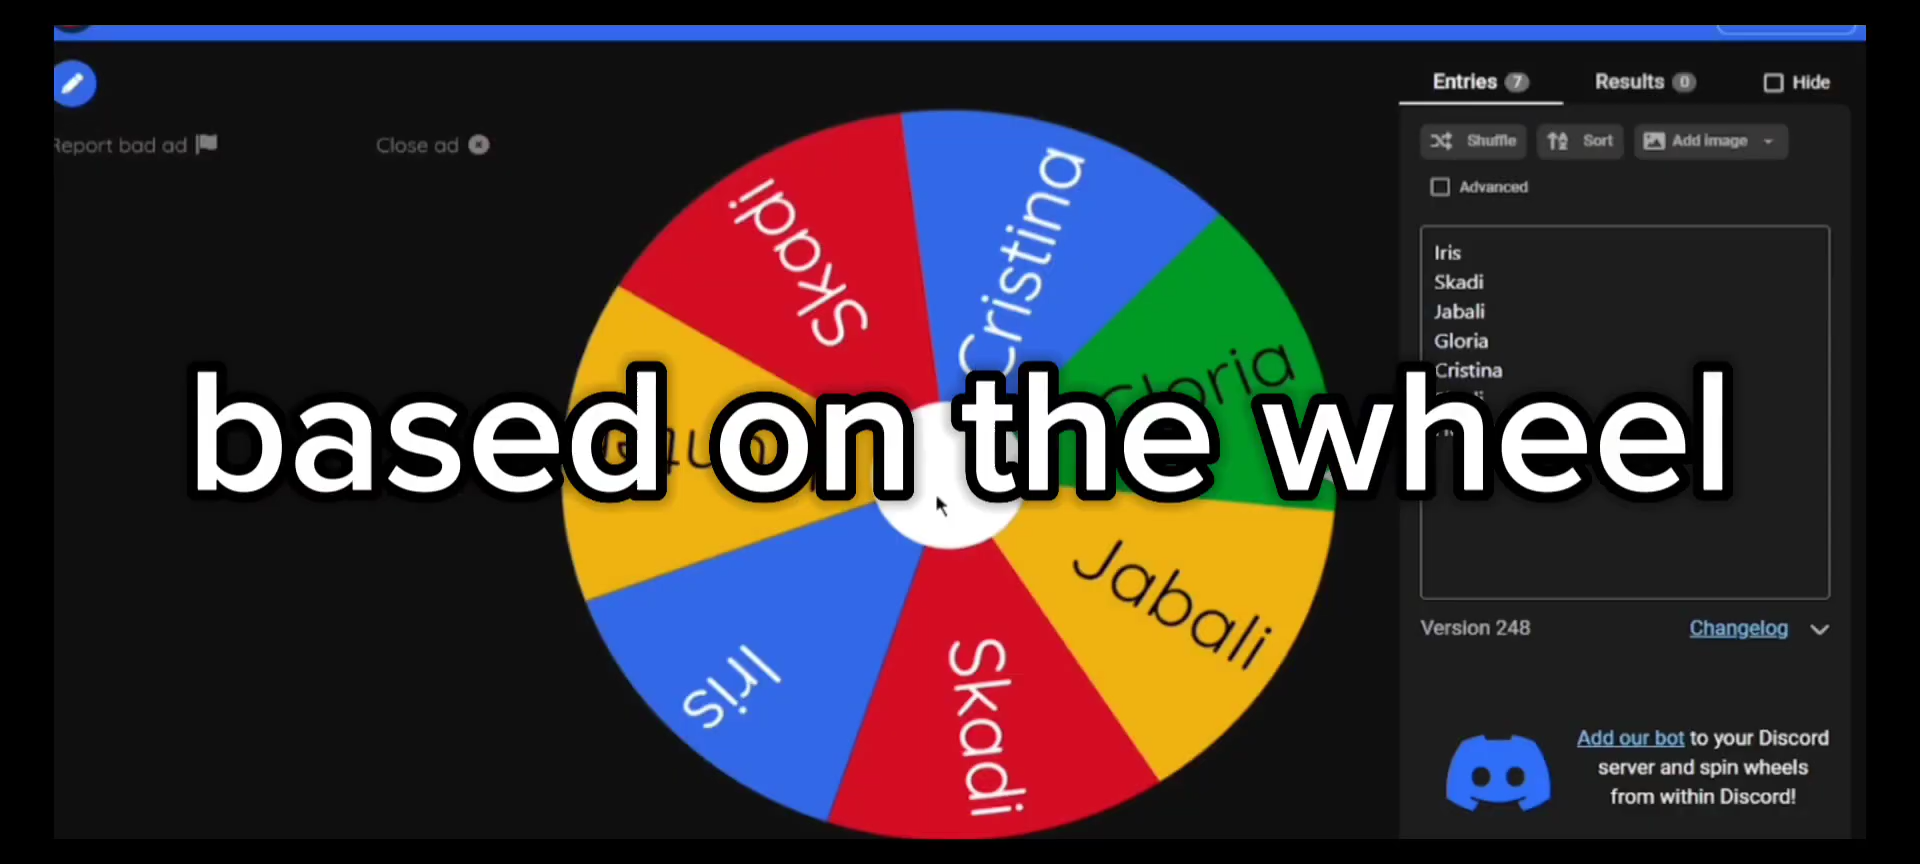 Entries 7 Results 0 Hide
Report bad ad Close ad
Shuffle Sort Add image
Advanced
Cristina
Skadi
Gloria
Jabali
Skadi
Iris
Iris
Skadi
Jabali
Gloria
Cristina
based on the wheel
Version 248 Changelog
Add our bot to your Discord
server and spin wheels
from within Discord!